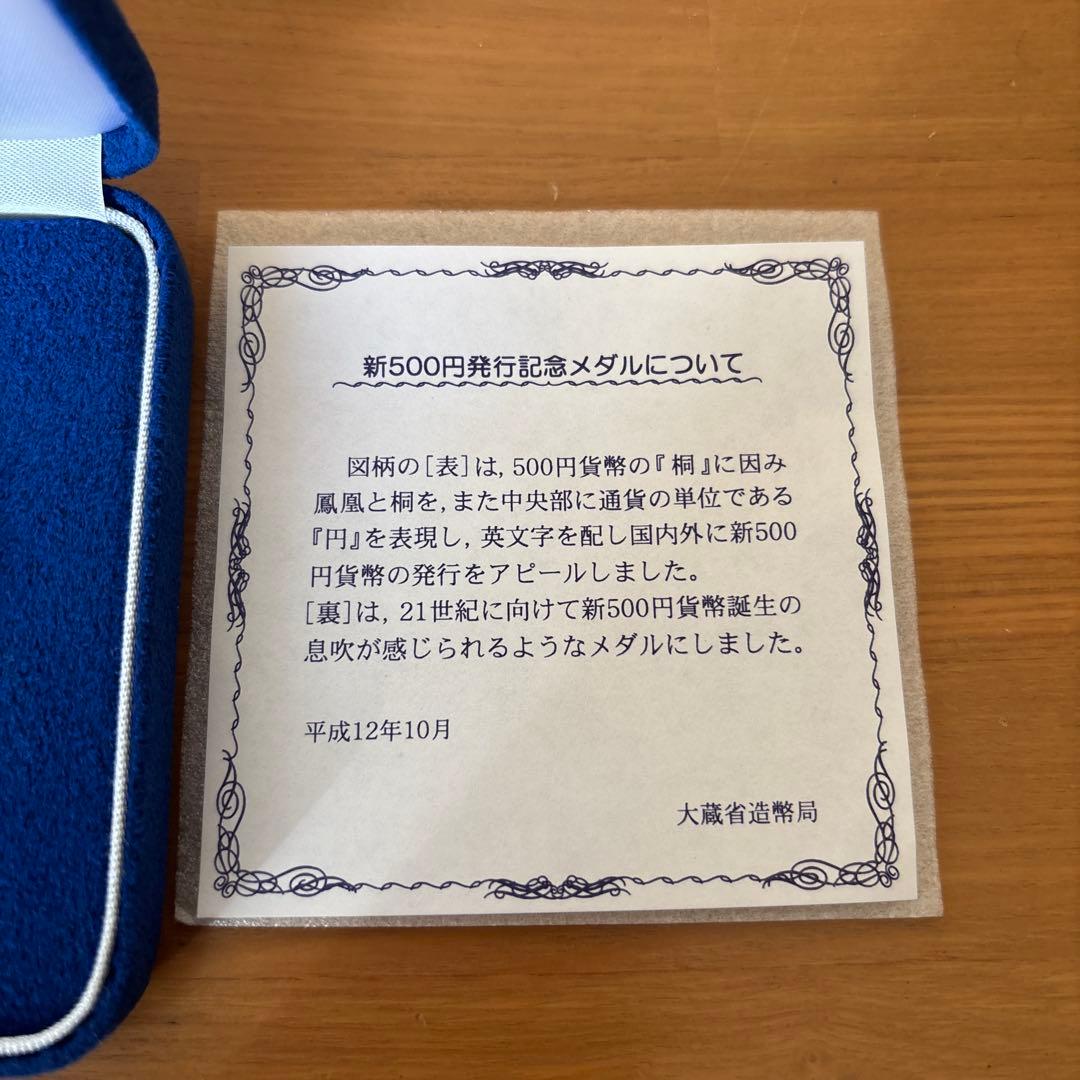 新500円発行記念メダルについて
図柄の[表]は,500円貨幣の『桐』に因み
鳳凰と桐を,また中央部に通貨の単位である
『円』を表現し,英文字を配し国内外に新500
円貨幣の発行をアピールしました。
[裏]は,21世紀に向けて新500円貨幣誕生の
息吹が感じられるようなメダルにしました。
平成12年10月
大蔵省造幣局